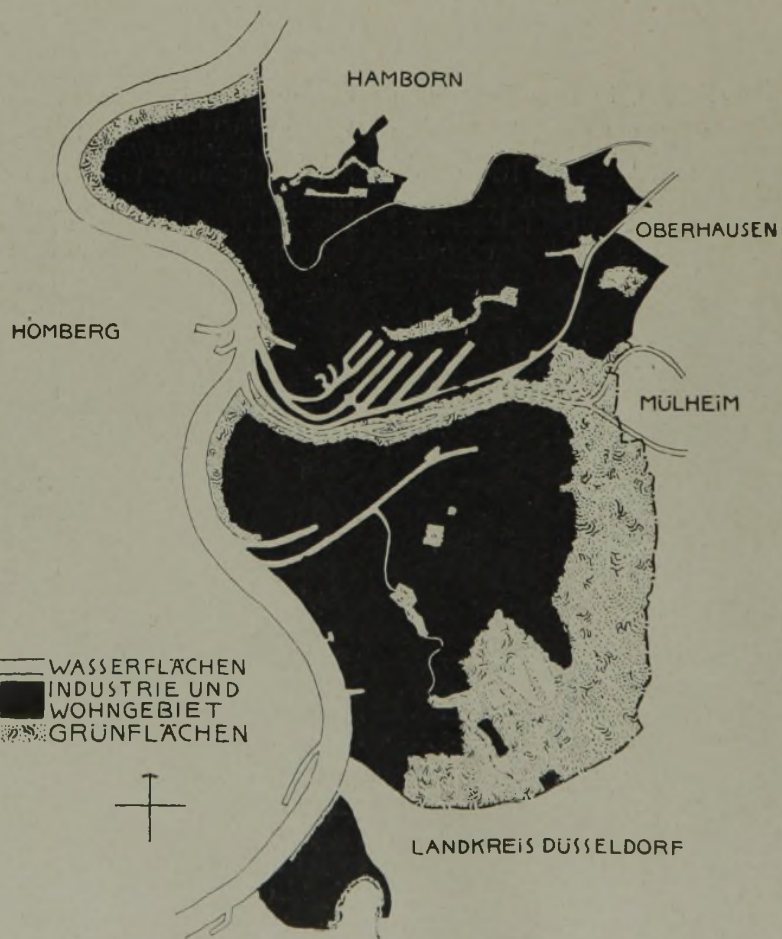 HAMBORN
OBERHAUSEN
HOMBERG
MÜLHEIM
WASSERFLÄCHEN
INDUSTRIE UND
WOHNGEBIET
GRÜNFLÄCHEN
LANDKREIS DÜSSELDORF